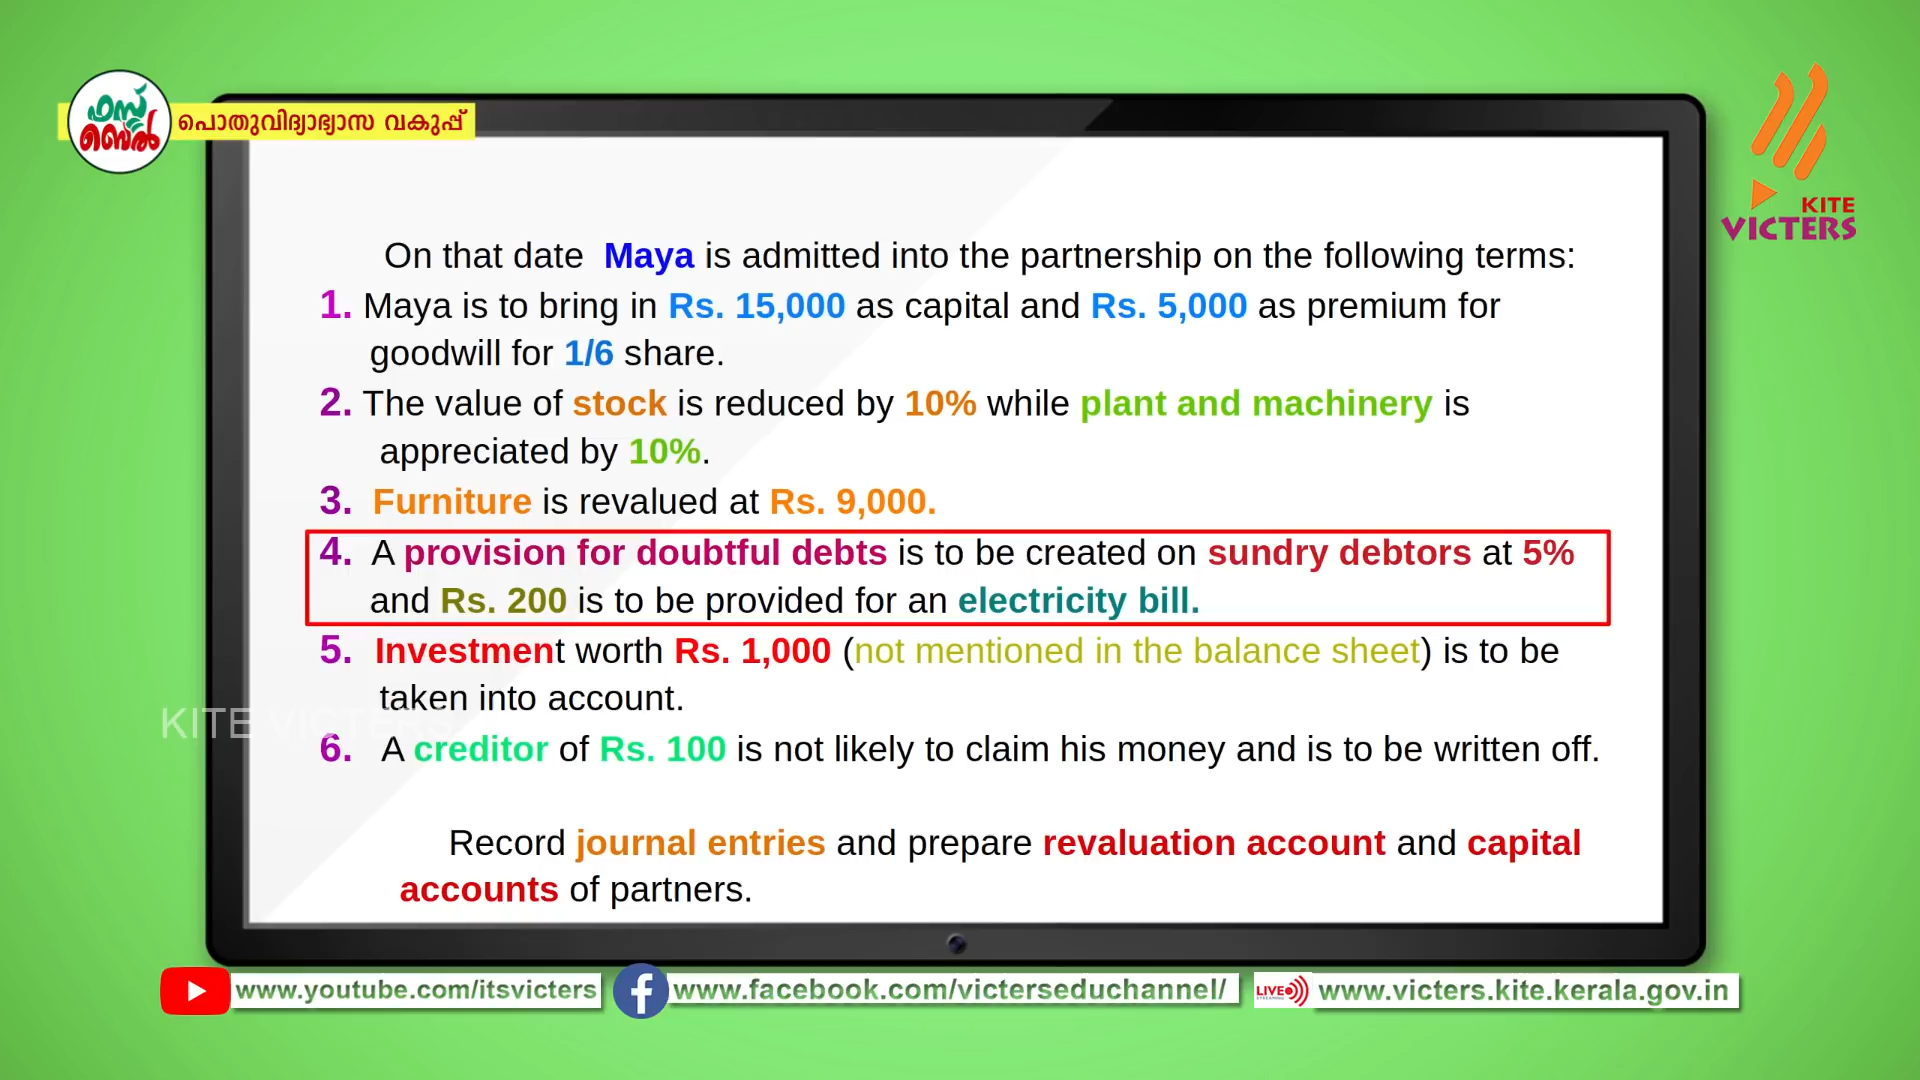 ഫസ്റ്റ്
ബെൽ
പൊതുവിദ്യാഭ്യാസ വകുപ്പ്
KITE
VICTERS
On that date Maya is admitted into the partnership on the following terms:
1. Maya is to bring in Rs. 15,000 as capital and Rs. 5,000 as premium for
goodwill for 1/6 share.
2. The value of stock is reduced by 10% while plant and machinery is
appreciated by 10%.
3. Furniture is revalued at Rs. 9,000.
4. A provision for doubtful debts is to be created on sundry debtors at 5%
and Rs. 200 is to be provided for an electricity bill.
5. Investment worth Rs. 1,000 (not mentioned in the balance sheet) is to be
taken into account.
KITE VICTERS
6. A creditor of Rs. 100 is not likely to claim his money and is to be written off.
Record journal entries and prepare revaluation account and capital
accounts of partners.
www.youtube.com/itsvicters
www.facebook.com/victerseduchannel/
LIVE
STREAMING
www.victers.kite.kerala.gov.in